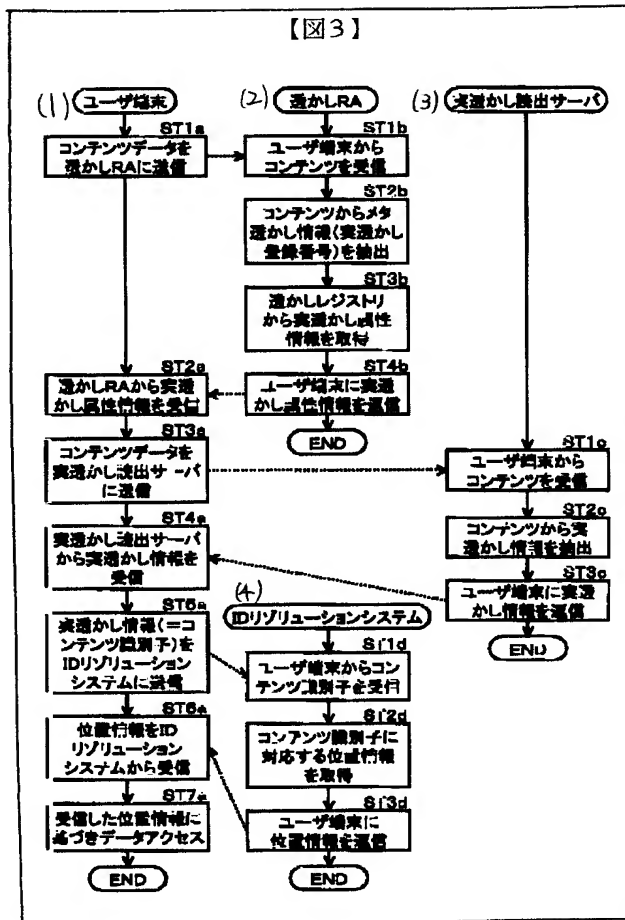 【図3】
(1) ユーザ端末
ST1a
コンテンツデータを
透かしRAに送信
ST2a
透かしRAから実透
かし属性情報を受信
ST3a
コンテンツデータを
実透かし読出サーバ
に送信
ST4a
実透かし読出サーバ
から実透かし情報を
受信
ST5a
実透かし情報(=コ
ンテンツ識別子)を
IDリゾリューション
システムに送信
ST6a
位置情報をID
リゾリューション
システムから受信
ST7a
受信した位置情報に
基づきデータアクセス
END
(2) 透かしRA
ST1b
ユーザ端末から
コンテンツを受信
ST2b
コンテンツからメタ
透かし情報(実透かし
登録番号)を抽出
ST3b
透かしレジストリ
から実透かし属性
情報を取得
ST4b
ユーザ端末に実透
かし属性情報を返信
END
(3) 実透かし読出サーバ
ST1c
ユーザ端末から
コンテンツを受信
ST2c
コンテンツから実
透かし情報を抽出
ST3c
ユーザ端末に実透
かし情報を返信
END
(4)
IDリゾリューションシステム
ST1d
ユーザ端末からコン
テンツ識別子を受付
ST2d
コンテンツ識別子に
対応する位置情報
を取得
ST3d
ユーザ端末に
位置情報を返信
END